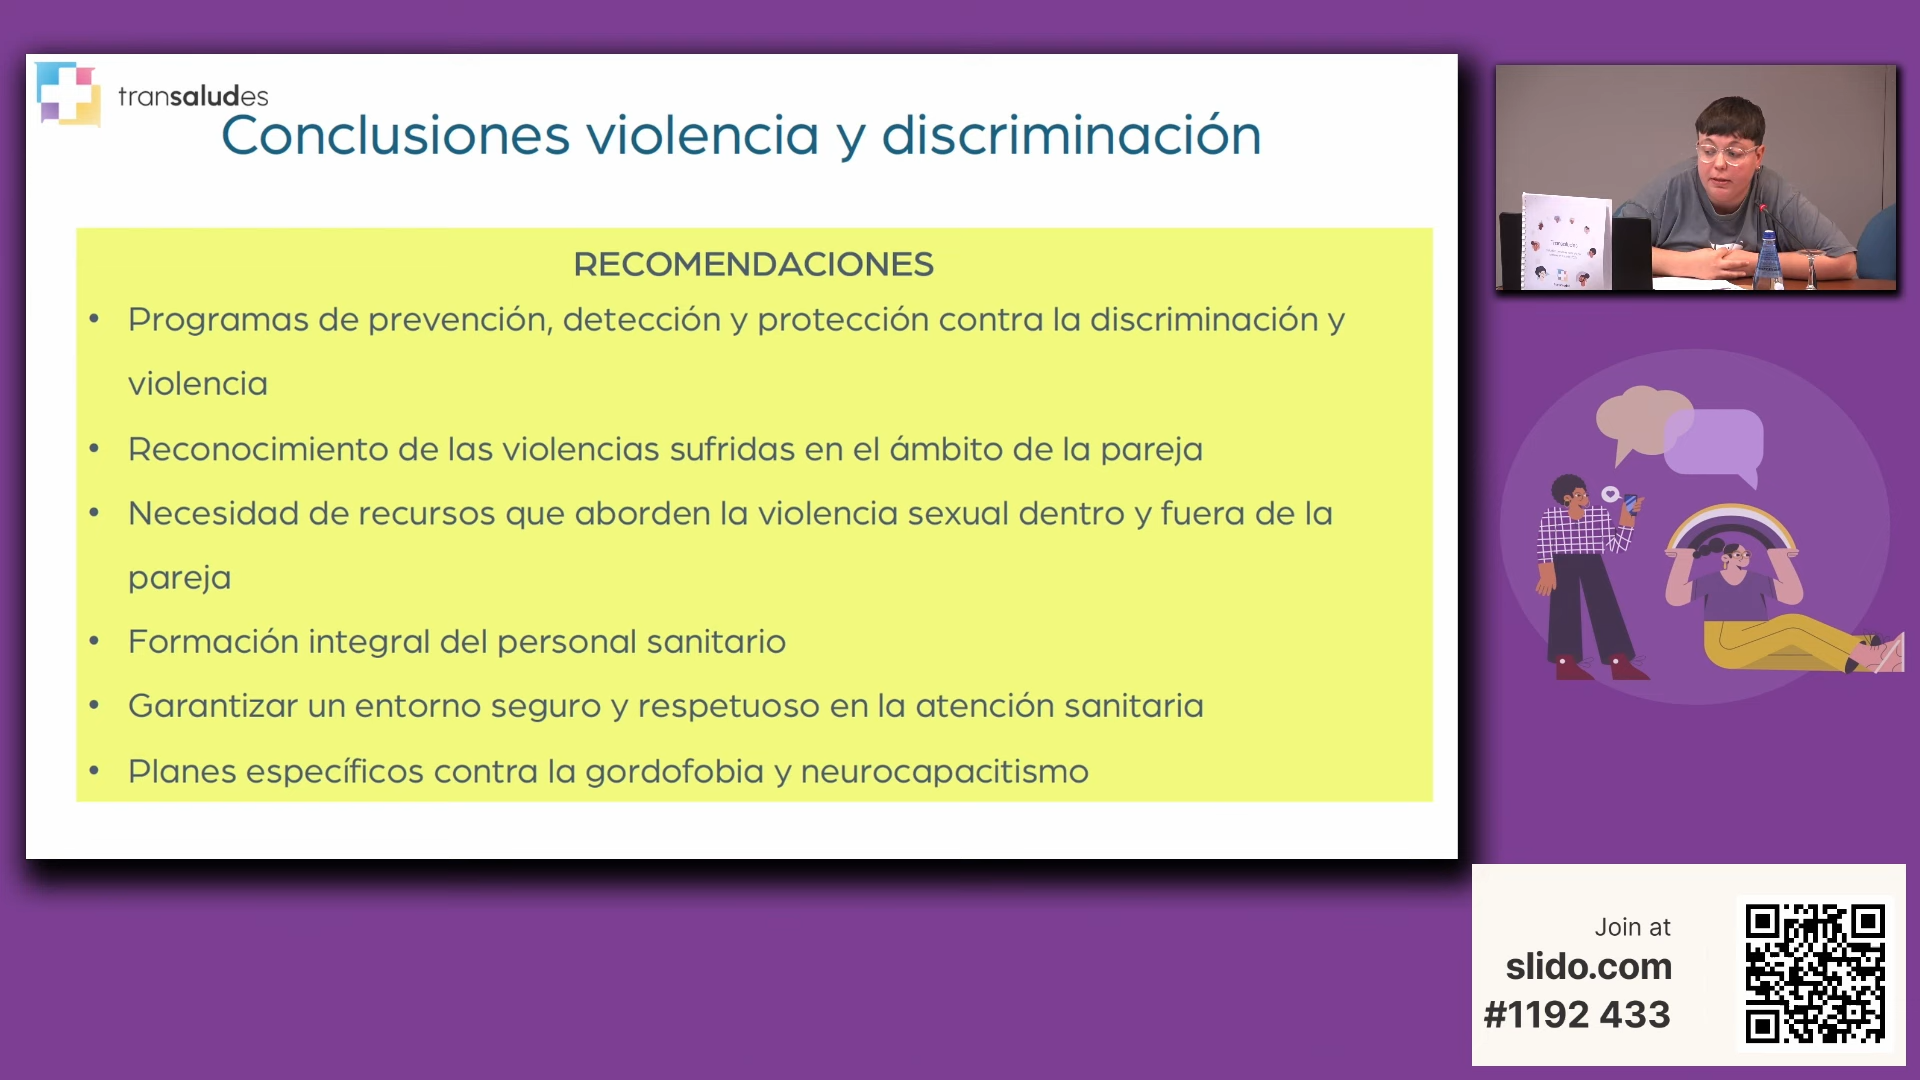 transaludes
Conclusiones violencia y discriminación
RECOMENDACIONES
• Programas de prevención, detección y protección contra la discriminación y
violencia
• Reconocimiento de las violencias sufridas en el ámbito de la pareja
• Necesidad de recursos que aborden la violencia sexual dentro y fuera de la
pareja
• Formación integral del personal sanitario
• Garantizar un entorno seguro y respetuoso en la atención sanitaria
• Planes específicos contra la gordofobia y neurocapacitismo
Join at
slido.com
#1192 433